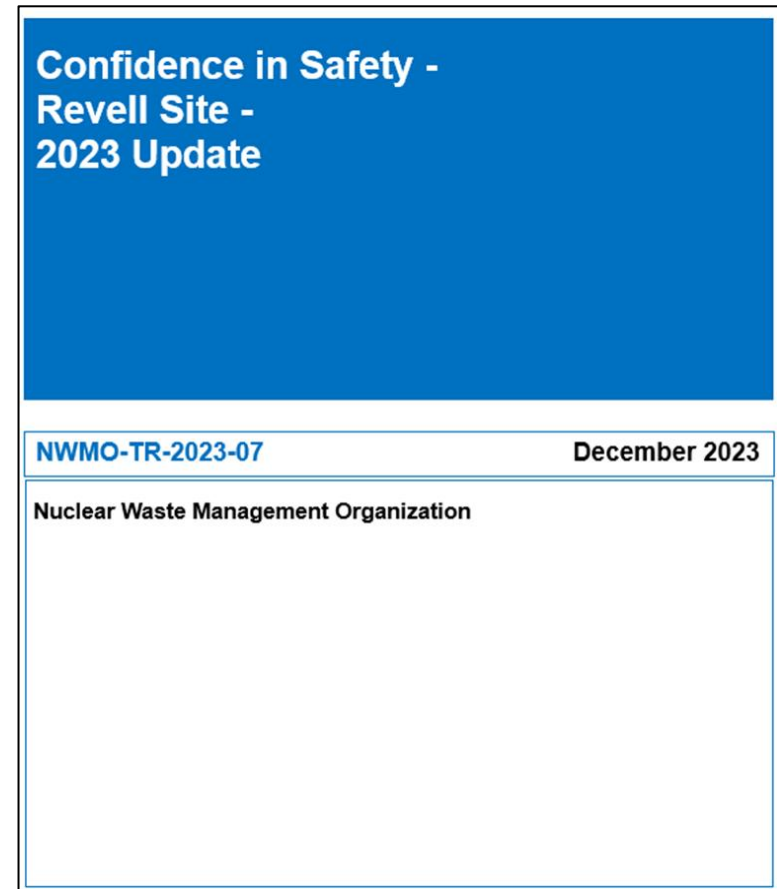 Confidence in Safety -
Revell Site -
2023 Update
NWMO-TR-2023-07 December 2023
Nuclear Waste Management Organization